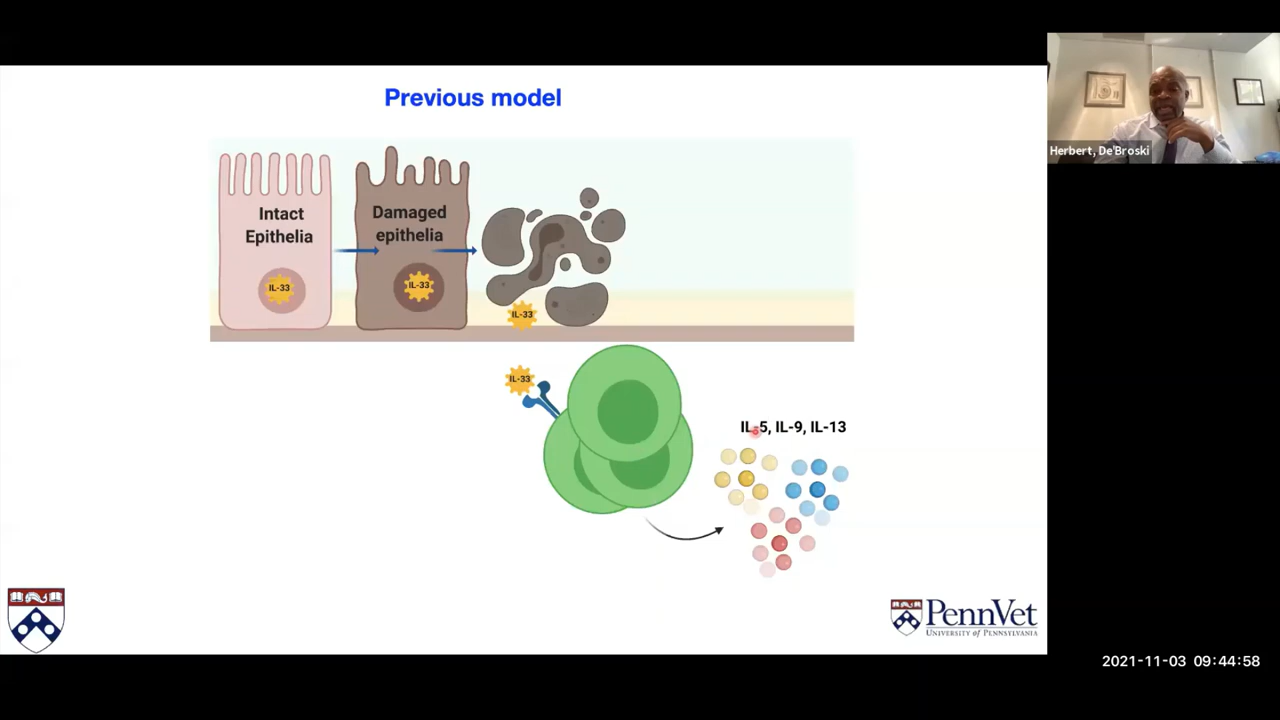 Previous model
Herbert, De'Broski
Intact
Epithelia
Damaged
epithelia
IL-33
IL-33
IL-33
IL-33
IL-5, IL-9, IL-13
PennVet
UNIVERSITY of PENNSYLVANIA
2021-11-03 09:44:58